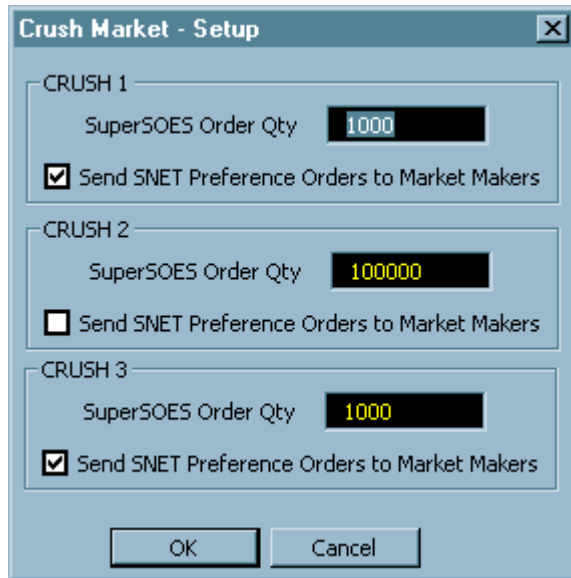 Crush Market - Setup
CRUSH 1
SuperSOES Order Qty 1000
Send SNET Preference Orders to Market Makers
CRUSH 2
SuperSOES Order Qty 100000
Send SNET Preference Orders to Market Makers
CRUSH 3
SuperSOES Order Qty 1000
Send SNET Preference Orders to Market Makers
OK Cancel